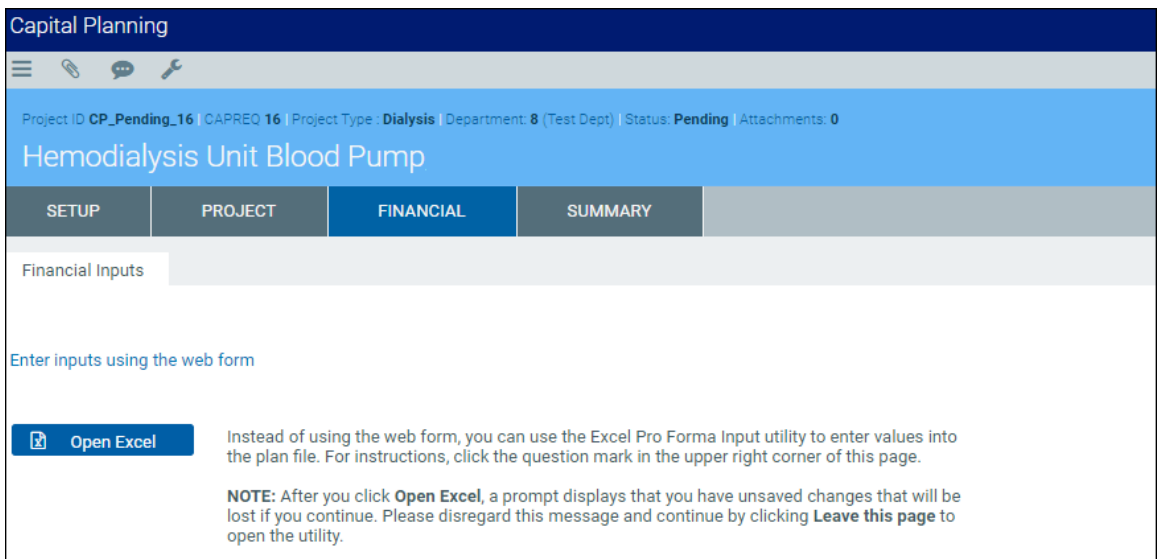 Capital Planning
Project ID CP_Pending_16 | CAPREQ 16 | Project Type : Dialysis | Department: 8 (Test Dept) | Status: Pending | Attachments: 0
Hemodialysis Unit Blood Pump
SETUP PROJECT FINANCIAL SUMMARY
Financial Inputs
Enter inputs using the web form
Open Excel
Instead of using the web form, you can use the Excel Pro Forma Input utility to enter values into
the plan file. For instructions, click the question mark in the upper right corner of this page.
NOTE: After you click Open Excel, a prompt displays that you have unsaved changes that will be
lost if you continue. Please disregard this message and continue by clicking Leave this page to
open the utility.